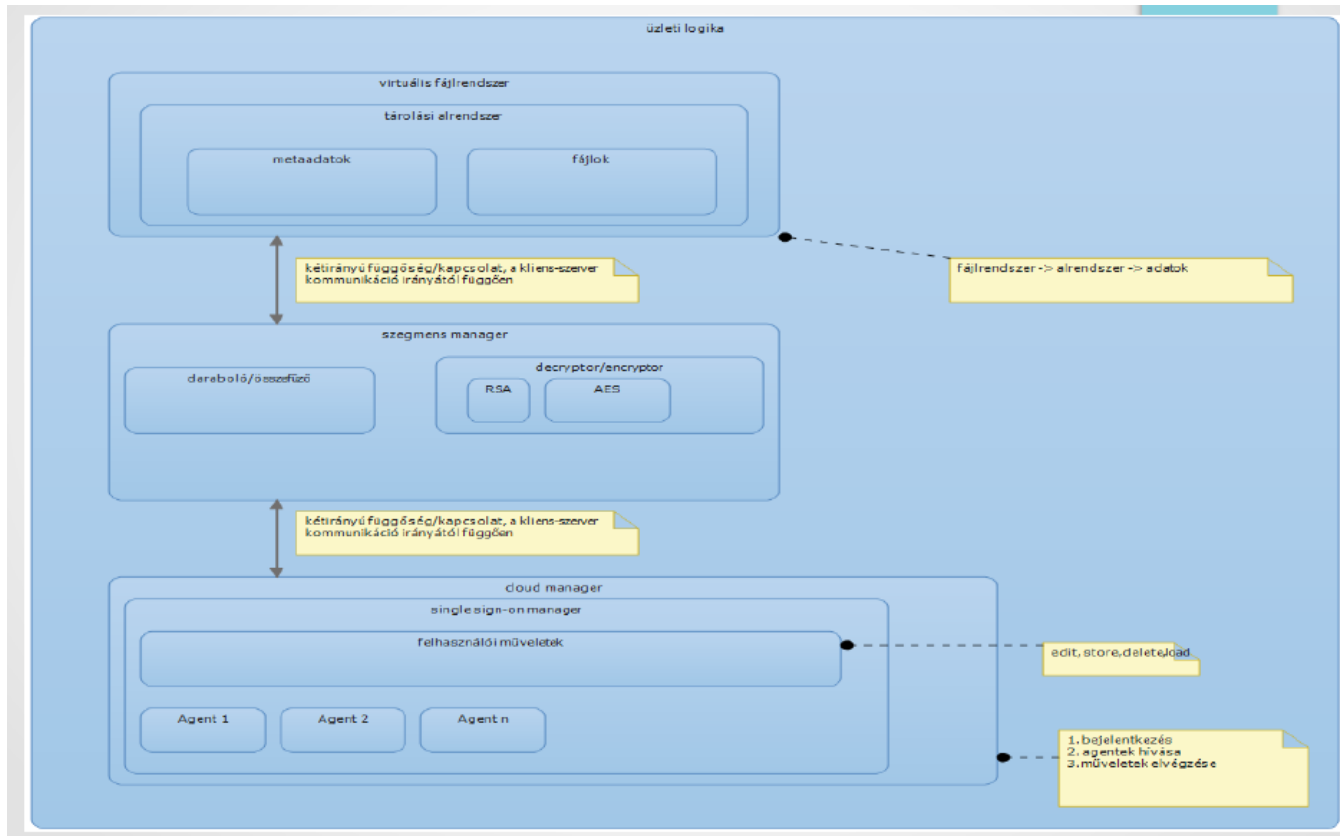 üzleti logika
virtuális fájlrendszer
tárolási alrendszer
metaadatok
fájlok
kétirányú függőség/kapcsolat, a kliens-szerver
kommunikáció irányától függően
fájlrendszer -> alrendszer -> adatok
szegmens manager
daraboló/összefűző
decryptor/encryptor
RSA
AES
kétirányú függőség/kapcsolat, a kliens-szerver
kommunikáció irányától függően
cloud manager
single sign-on manager
felhasználói műveletek
edit, store,delete,load
Agent 1
Agent 2
Agent n
1. bejelentkezés
2. agentek hívása
3.műveletek elvégzése